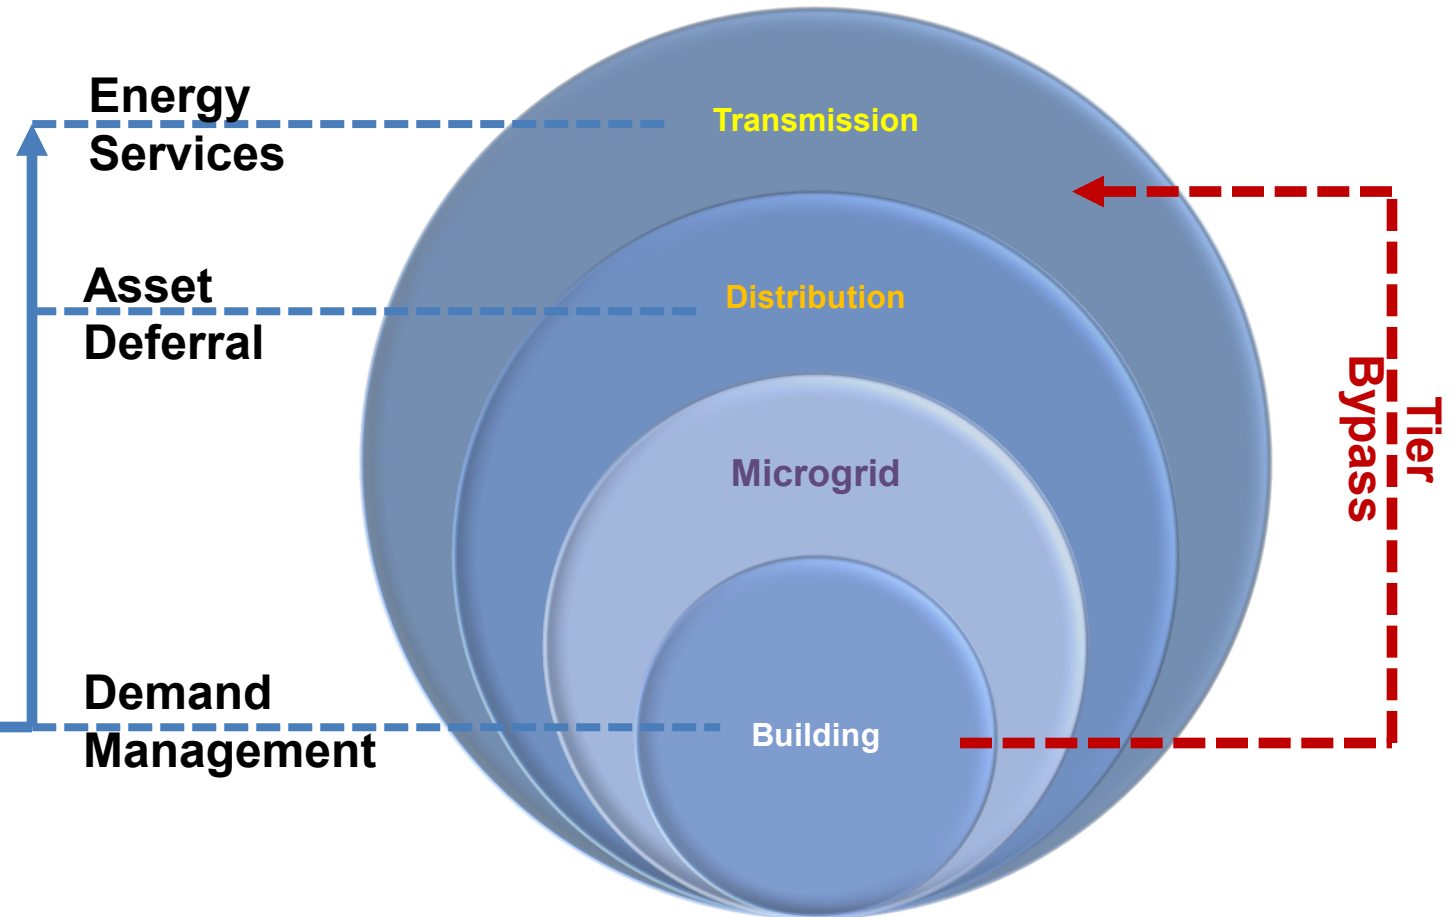 Energy
Services
Transmission
Asset
Deferral
Distribution
Microgrid
Tier
Bypass
Demand
Management
Building